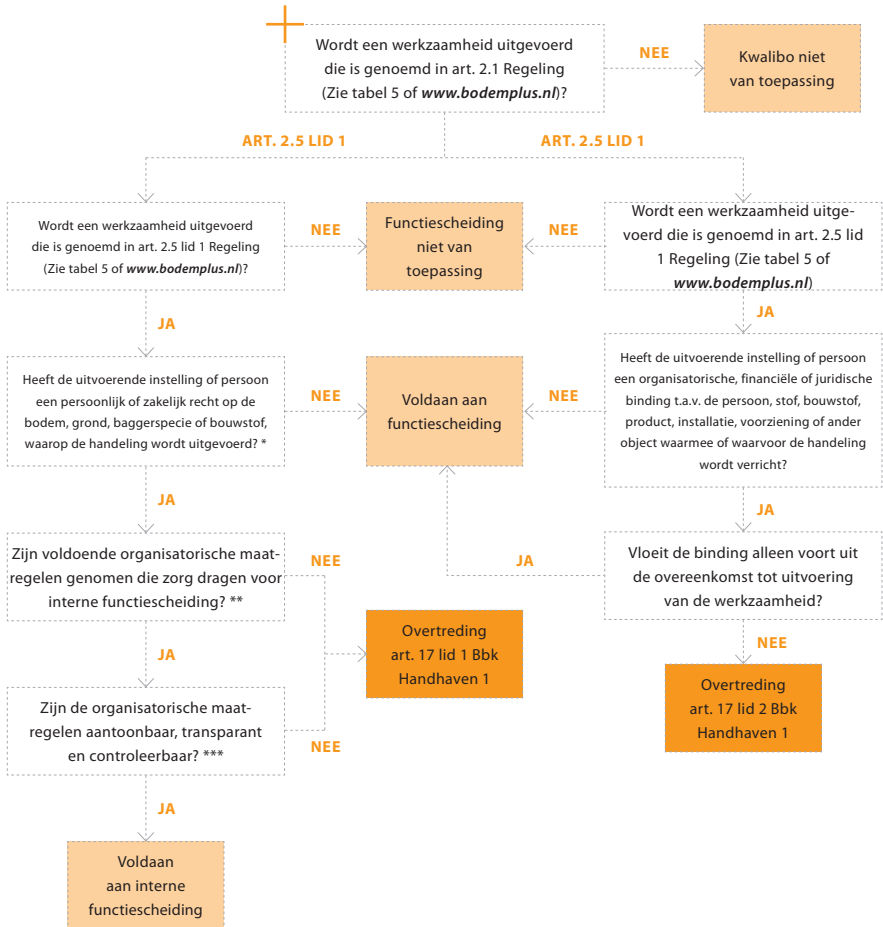 Wordt een werkzaamheid uitgevoerd
die is genoemd in art. 2.1 Regeling
(Zie tabel 5 of www.bodemplus.nl)?
NEE
Kwalibo niet
van toepassing
ART. 2.5 LID 1
ART. 2.5 LID 1
Wordt een werkzaamheid uitgevoerd
die is genoemd in art. 2.5 lid 1 Regeling
(Zie tabel 5 of www.bodemplus.nl)?
NEE
Functiescheiding
niet van
toepassing
NEE
Wordt een werkzaamheid uitge-
voerd die is genoemd in art. 2.5 lid
1 Regeling (Zie tabel 5 of
www.bodemplus.nl)
JA
JA
Heeft de uitvoerende instelling of persoon
een persoonlijk of zakelijk recht op de
bodem, grond, baggerspecie of bouwstof,
waarop de handeling wordt uitgevoerd? *
NEE
Voldaan aan
functiescheiding
NEE
Heeft de uitvoerende instelling of persoon
een organisatorische, financiële of juridische
binding t.a.v. de persoon, stof, bouwstof,
product, installatie, voorziening of ander
object waarmee of waarvoor de handeling
wordt verricht?
JA
JA
Zijn voldoende organisatorische maat-
regelen genomen die zorg dragen voor
interne functiescheiding? **
NEE
JA
Vloeit de binding alleen voort uit
de overeenkomst tot uitvoering
van de werkzaamheid?
JA
Overtreding
art. 17 lid 1 Bbk
Handhaven 1
NEE
Overtreding
art. 17 lid 2 Bbk
Handhaven 1
Zijn de organisatorische maat-
regelen aantoonbaar, transparant
en controleerbaar? ***
NEE
JA
Voldaan
aan interne
functiescheiding